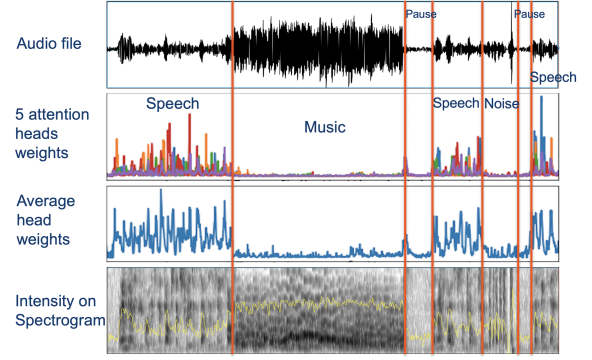 Pause
Pause
Audio file
Speech
5 attention
heads
weights
Speech
Speech
Noise
Music
Average
head
weights
Intensity on
Spectrogram